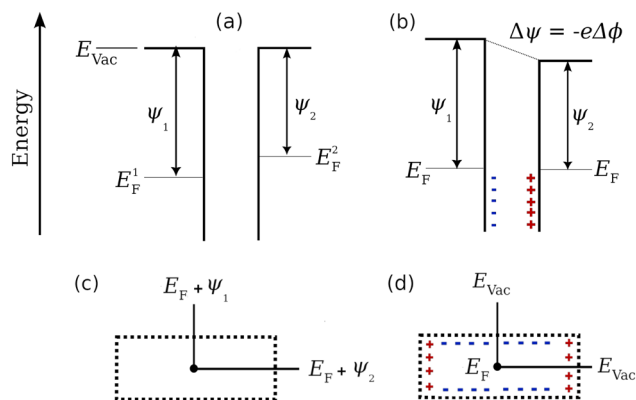 (a)
(b)
Δψ = -eΔϕ
E_Vac
ψ_1
ψ_2
ψ_1
ψ_2
Energy
E_F^1
E_F^2
E_F
E_F
- - - - -
+ + + + +
(c)
(d)
E_F + ψ_1
E_Vac
E_F + ψ_2
E_F
E_Vac